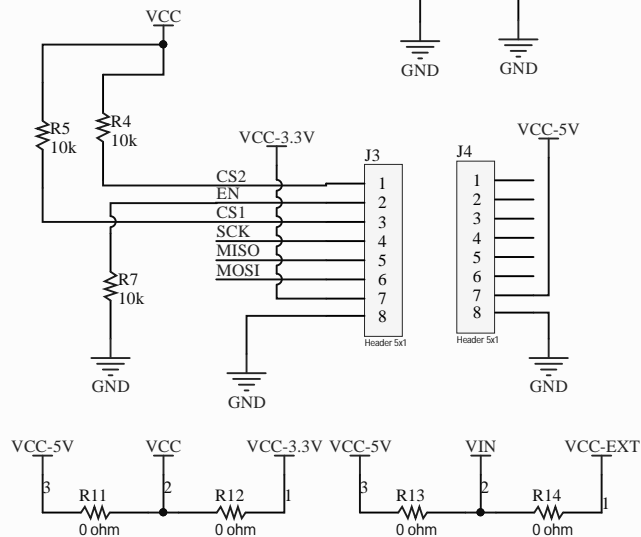 VCC
GND
GND
R5
10k
R4
10k
VCC-3.3V
VCC-5V
J3
J4
CS2
EN
CS1
SCK
MISO
MOSI
1
2
3
4
5
6
7
8
Header 5x1
1
2
3
4
5
6
7
8
Header 5x1
R7
10k
GND
GND
GND
VCC-5V
VCC
VCC-3.3V
VCC-5V
VIN
VCC-EXT
3
R11
0 ohm
2
R12
0 ohm
1
3
R13
0 ohm
2
R14
0 ohm
1